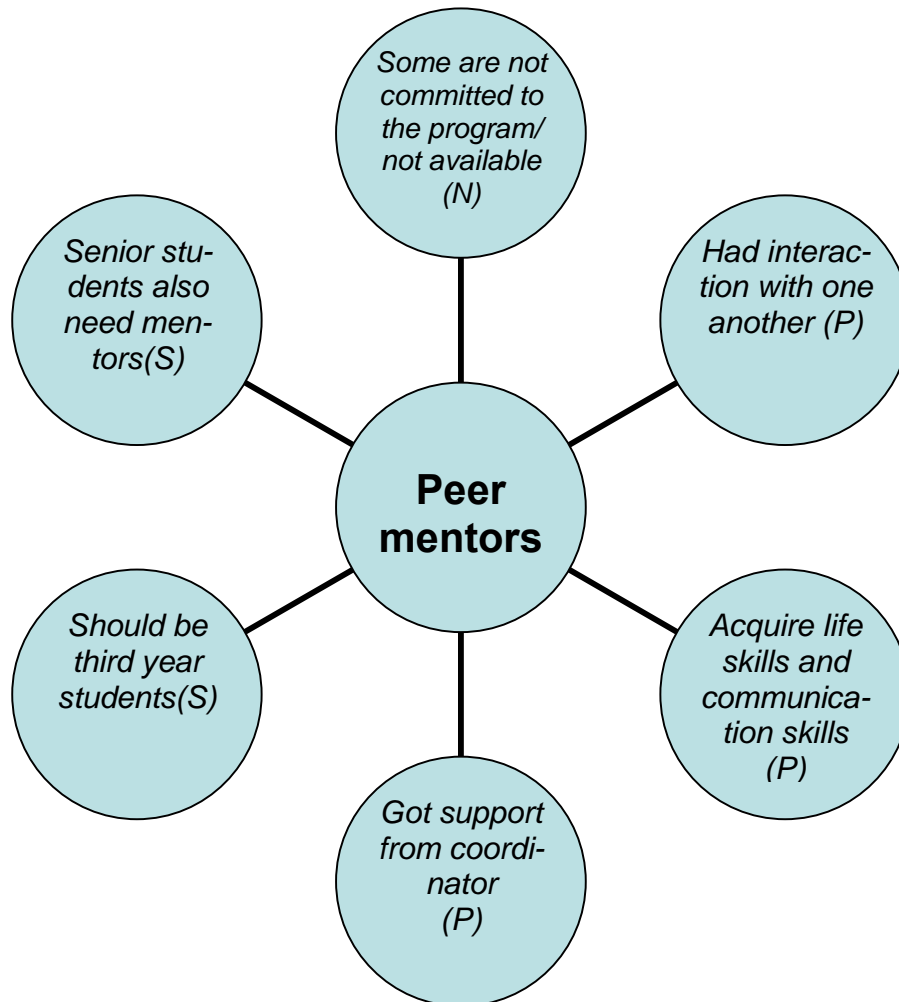 Some are not
committed to
the program/
not available
(N)
Senior stu-
dents also
need men-
tors(S)
Had interac-
tion with one
another (P)
Peer
mentors
Should be
third year
students(S)
Acquire life
skills and
communica-
tion skills
(P)
Got support
from coordi-
nator
(P)